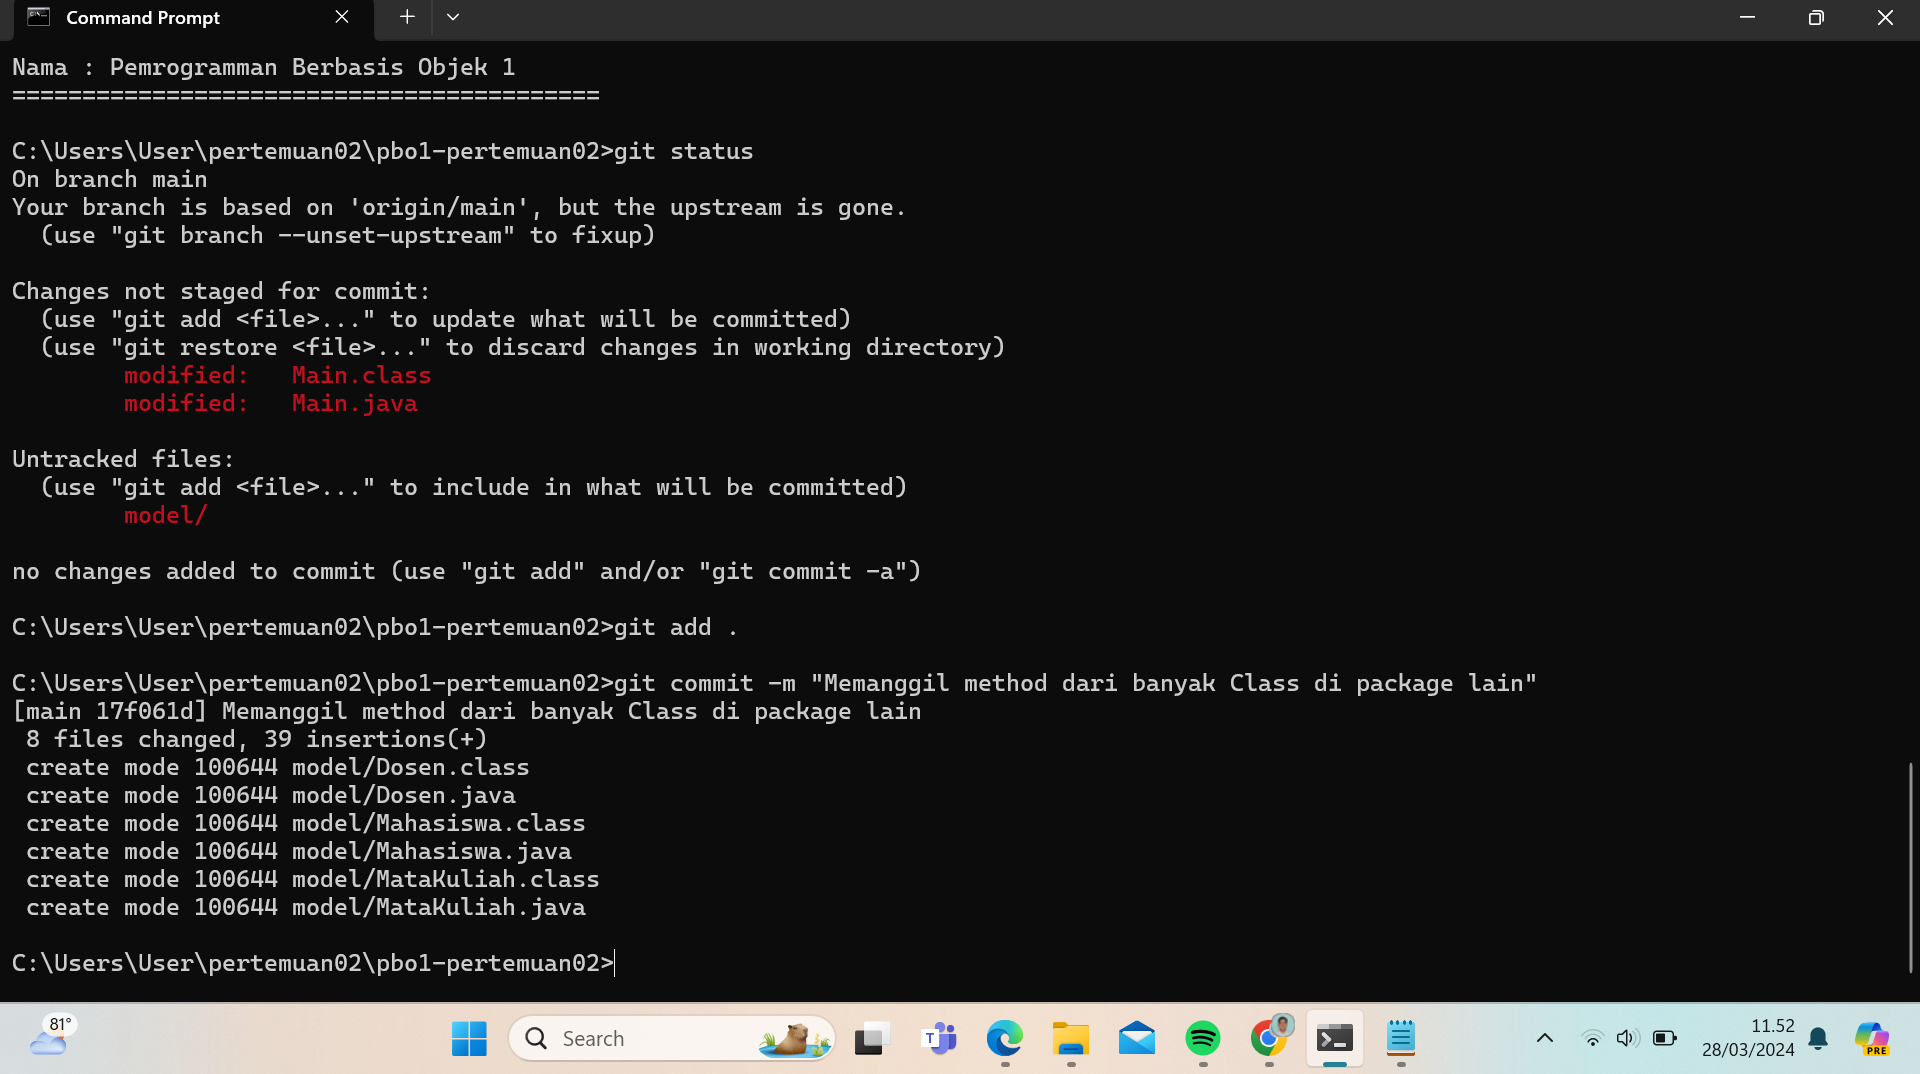 Command Prompt
Nama : Pemrogramman Berbasis Objek 1
==========================================
C:\Users\User\pertemuan02\pbo1-pertemuan02>git status
On branch main
Your branch is based on 'origin/main', but the upstream is gone.
  (use "git branch --unset-upstream" to fixup)
Changes not staged for commit:
  (use "git add <file>..." to update what will be committed)
  (use "git restore <file>..." to discard changes in working directory)
        modified:   Main.class
        modified:   Main.java
Untracked files:
  (use "git add <file>..." to include in what will be committed)
        model/
no changes added to commit (use "git add" and/or "git commit -a")
C:\Users\User\pertemuan02\pbo1-pertemuan02>git add .
C:\Users\User\pertemuan02\pbo1-pertemuan02>git commit -m "Memanggil method dari banyak Class di package lain"
[main 17f061d] Memanggil method dari banyak Class di package lain
 8 files changed, 39 insertions(+)
 create mode 100644 model/Dosen.class
 create mode 100644 model/Dosen.java
 create mode 100644 model/Mahasiswa.class
 create mode 100644 model/Mahasiswa.java
 create mode 100644 model/MataKuliah.class
 create mode 100644 model/MataKuliah.java
C:\Users\User\pertemuan02\pbo1-pertemuan02>
81°
Search
T
11.52
28/03/2024
PRE